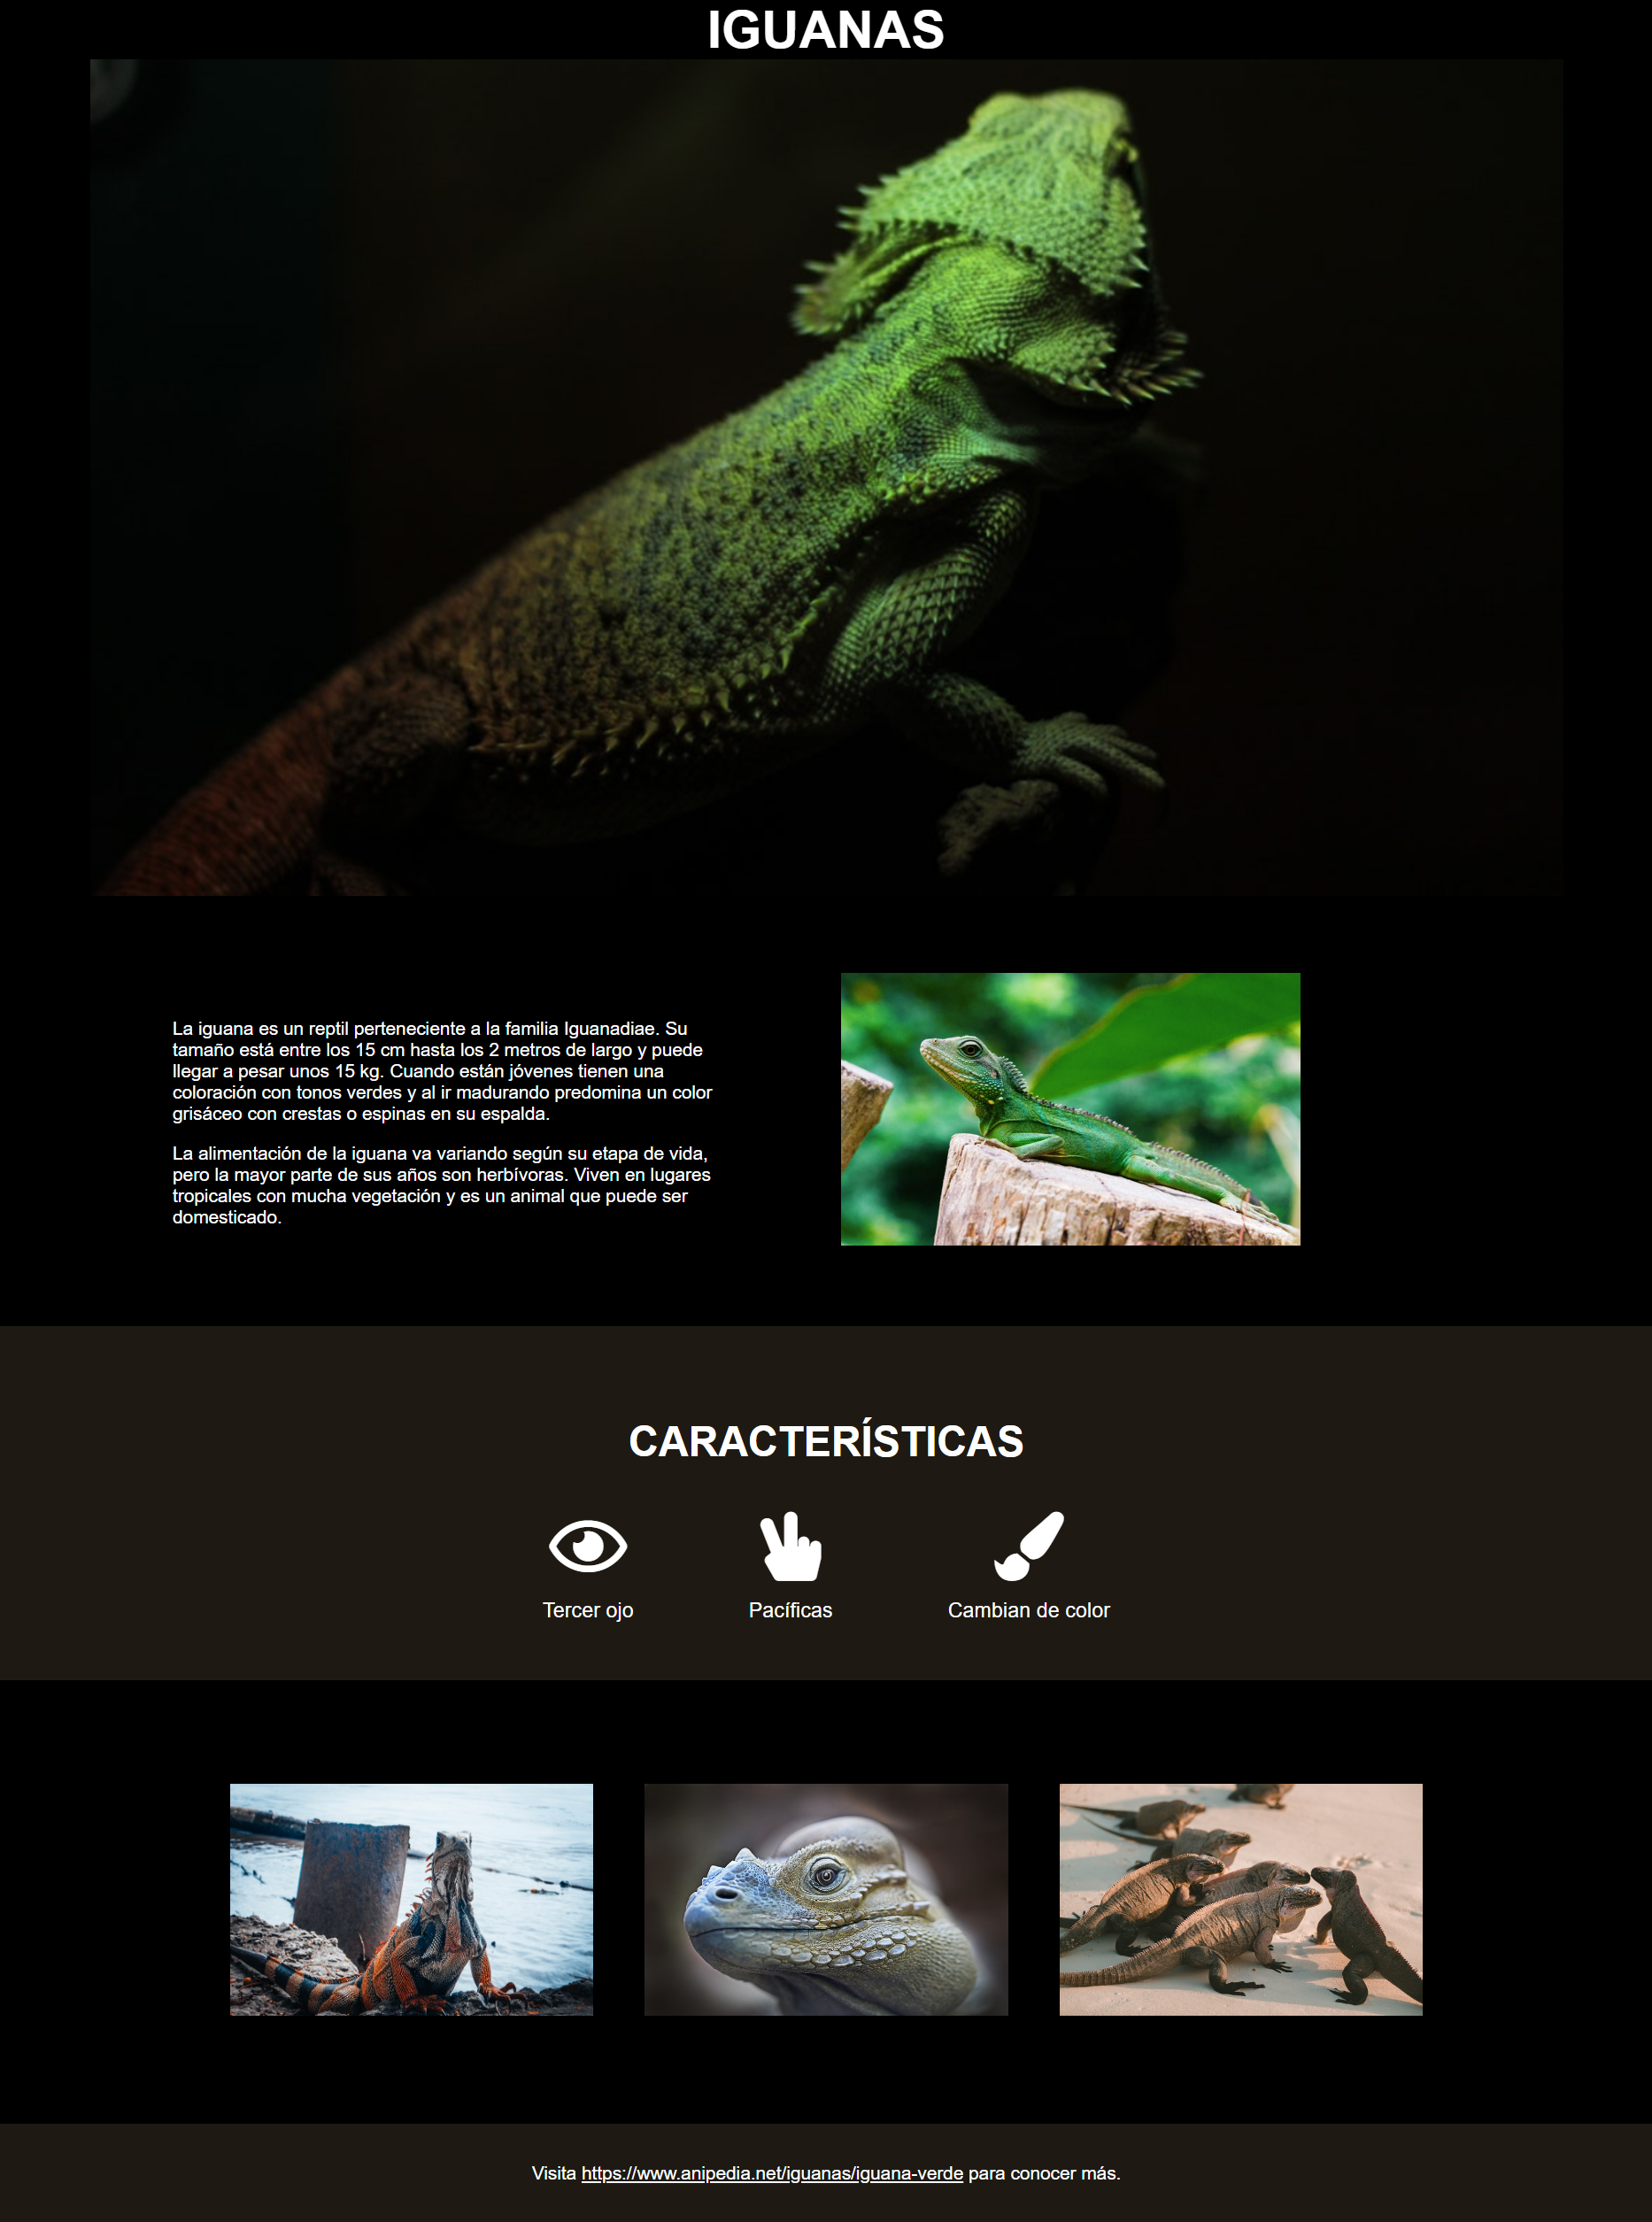 IGUANAS
La iguana es un reptil perteneciente a la familia Iguanadiae. Su
tamaño está entre los 15 cm hasta los 2 metros de largo y puede
llegar a pesar unos 15 kg. Cuando están jóvenes tienen una
coloración con tonos verdes y al ir madurando predomina un color
grisáceo con crestas o espinas en su espalda.
La alimentación de la iguana va variando según su etapa de vida,
pero la mayor parte de sus años son herbívoras. Viven en lugares
tropicales con mucha vegetación y es un animal que puede ser
domesticado.
CARACTERÍSTICAS
Tercer ojo
Pacíficas
Cambian de color
Visita https://www.anipedia.net/iguanas/iguana-verde para conocer más.